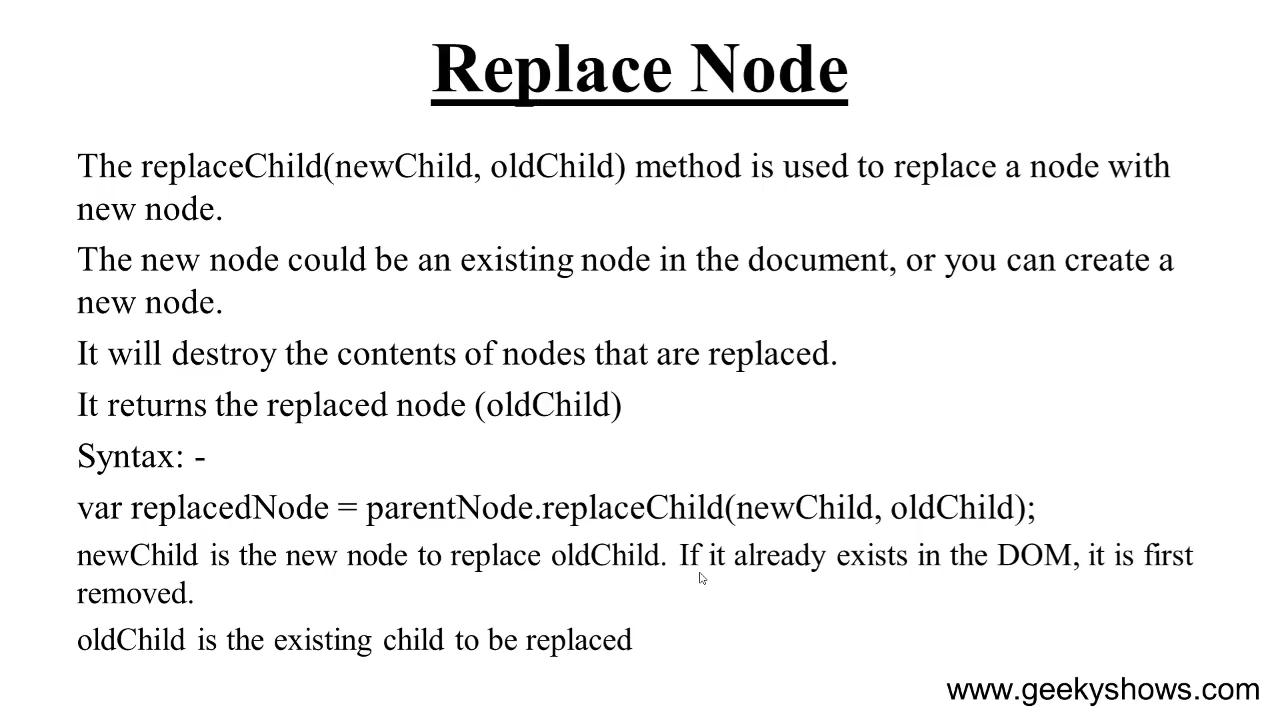 Replace Node
The replaceChild(newChild, oldChild) method is used to replace a node with
new node.
The new node could be an existing node in the document, or you can create a
new node.
It will destroy the contents of nodes that are replaced.
It returns the replaced node (oldChild)
Syntax: -
var replacedNode = parentNode.replaceChild(newChild, oldChild);
newChild is the new node to replace oldChild. If it already exists in the DOM, it is first
removed.
oldChild is the existing child to be replaced
www.geekyshows.com